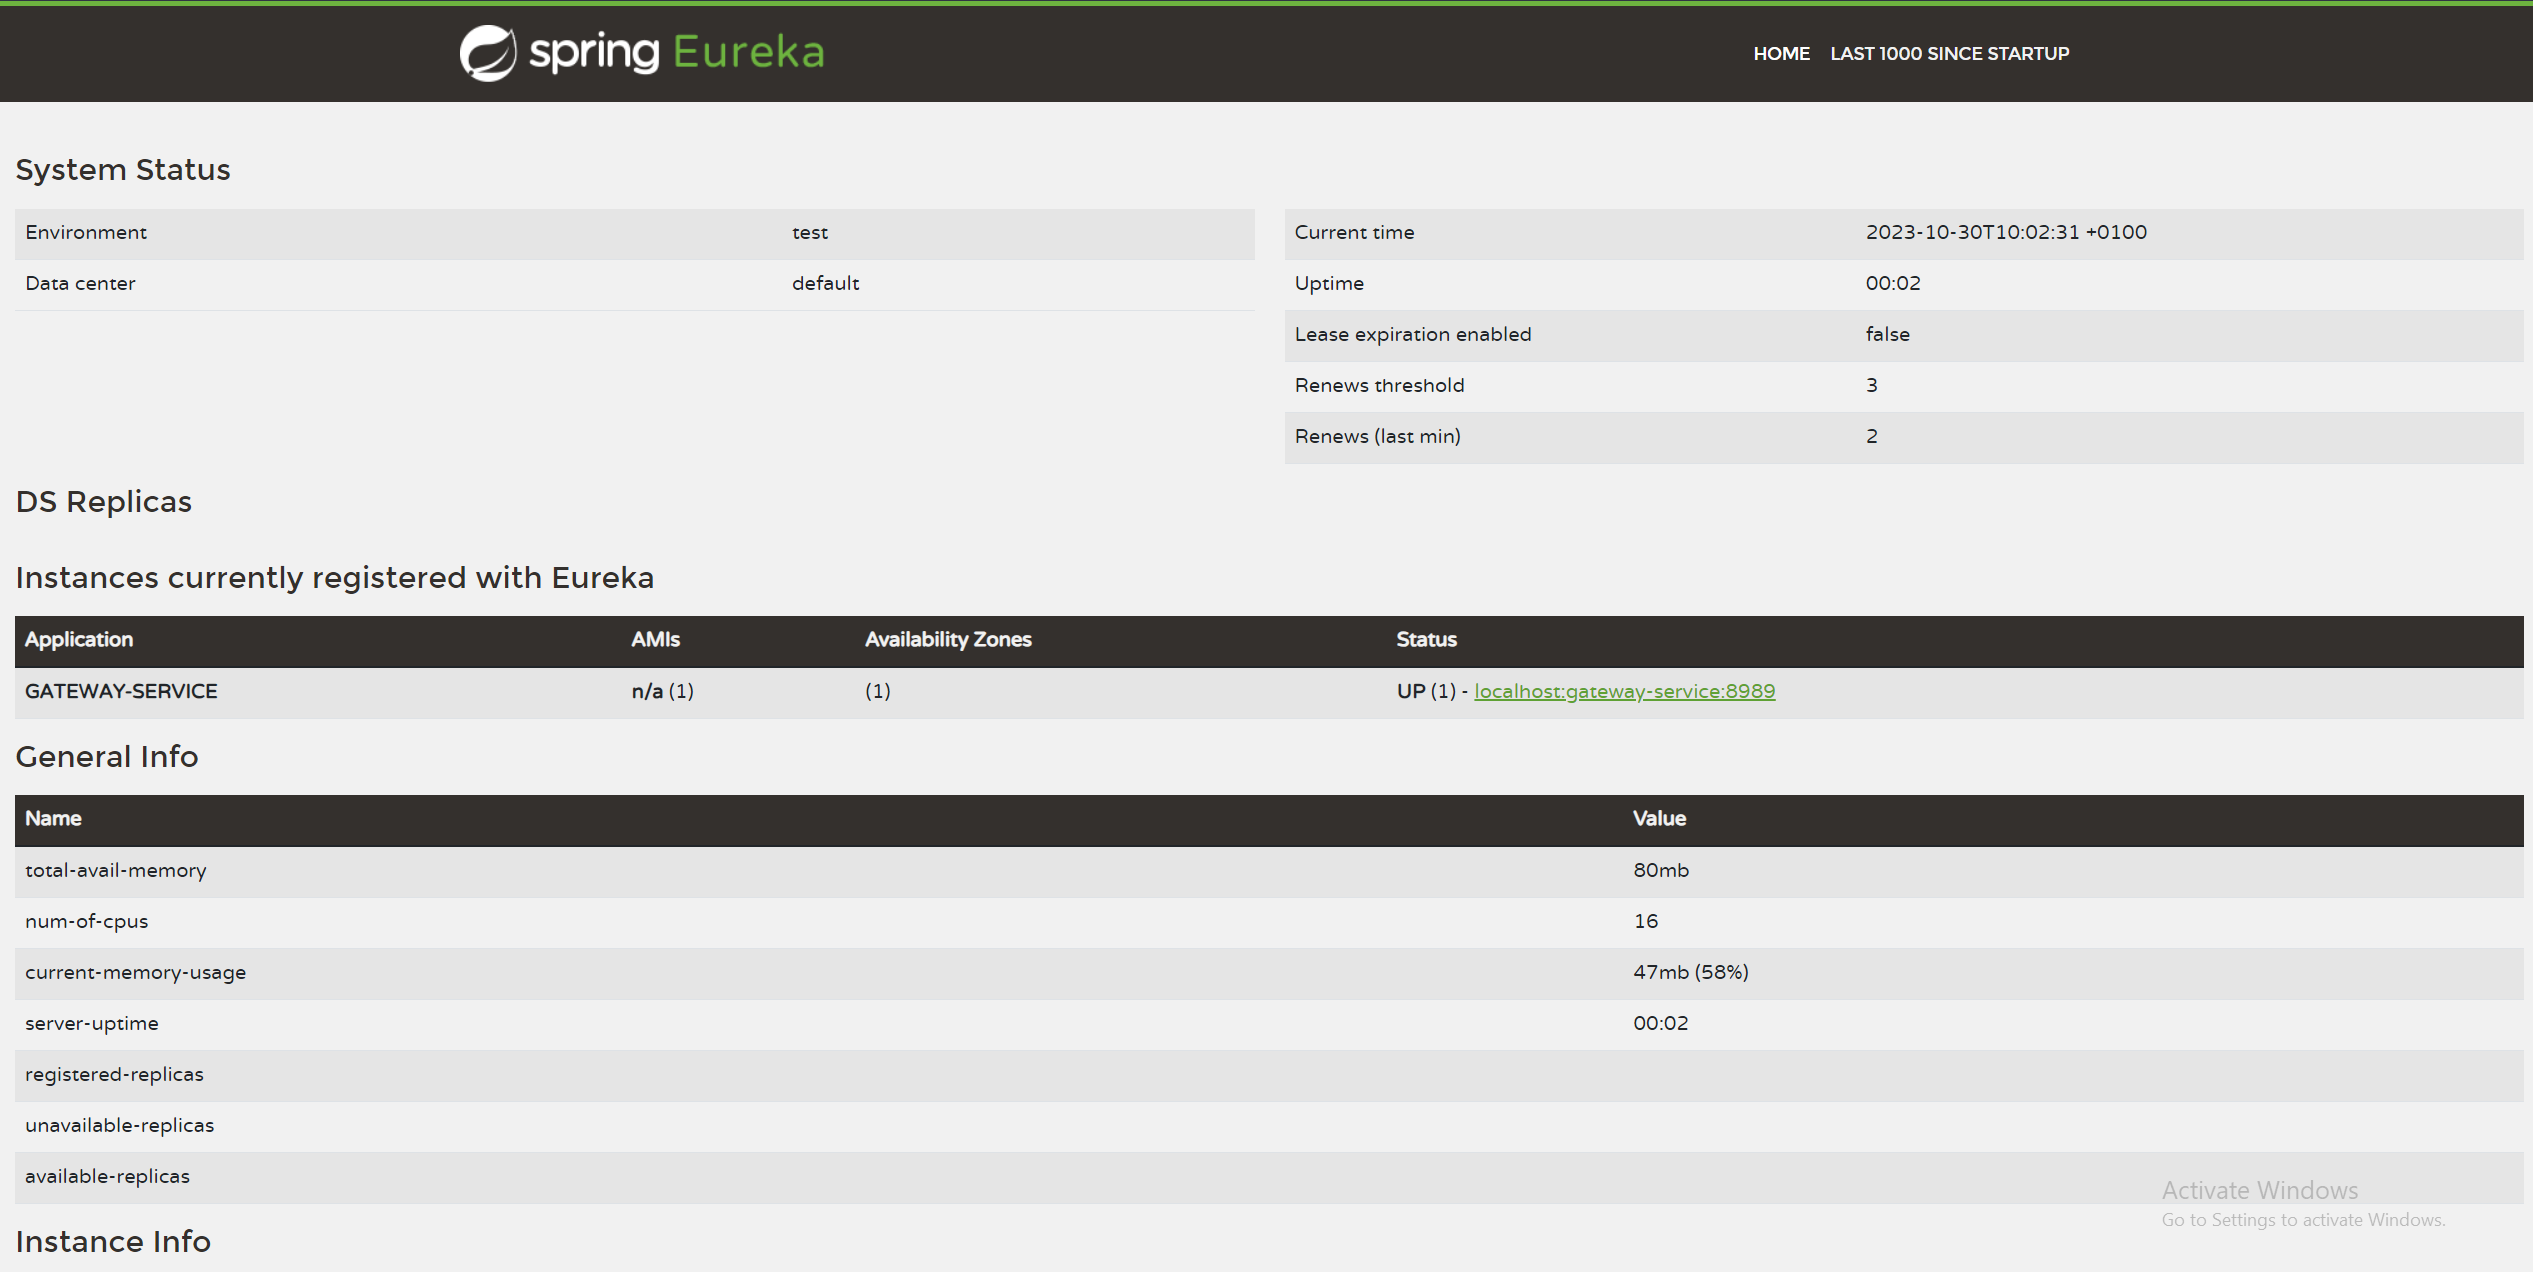 spring Eureka
HOME LAST 1000 SINCE STARTUP
System Status
Environment test
Data center default
Current time 2023-10-30T10:02:31 +0100
Uptime 00:02
Lease expiration enabled false
Renews threshold 3
Renews (last min) 2
DS Replicas
Instances currently registered with Eureka
Application AMIs Availability Zones Status
GATEWAY-SERVICE n/a (1) (1) UP (1) - localhost:gateway-service:8989
General Info
Name Value
total-avail-memory 80mb
num-of-cpus 16
current-memory-usage 47mb (58%)
server-uptime 00:02
registered-replicas
unavailable-replicas
available-replicas
Instance Info
Activate Windows
Go to Settings to activate Windows.